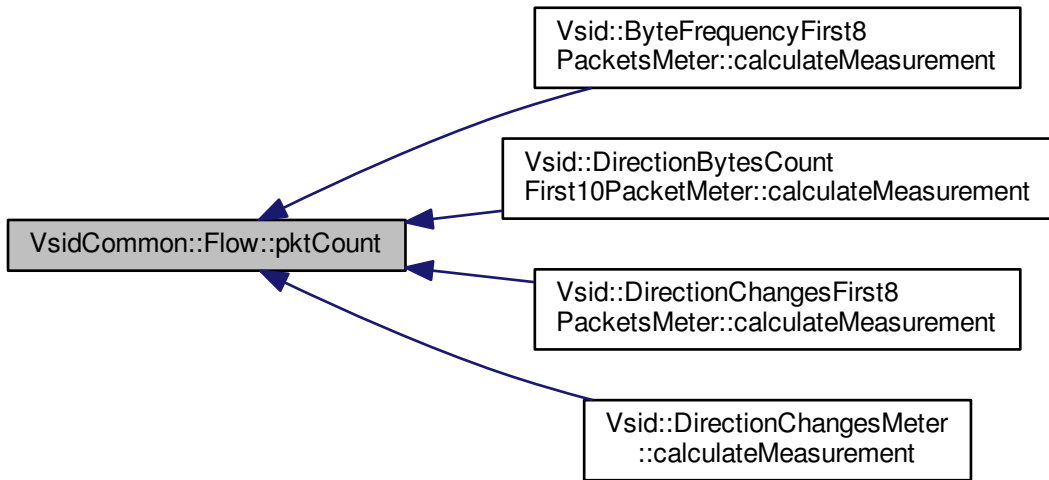 Vsid::ByteFrequencyFirst8
PacketsMeter::calculateMeasurement
Vsid::DirectionBytesCount
First10PacketMeter::calculateMeasurement
VsidCommon::Flow::pktCount
Vsid::DirectionChangesFirst8
PacketsMeter::calculateMeasurement
Vsid::DirectionChangesMeter
::calculateMeasurement